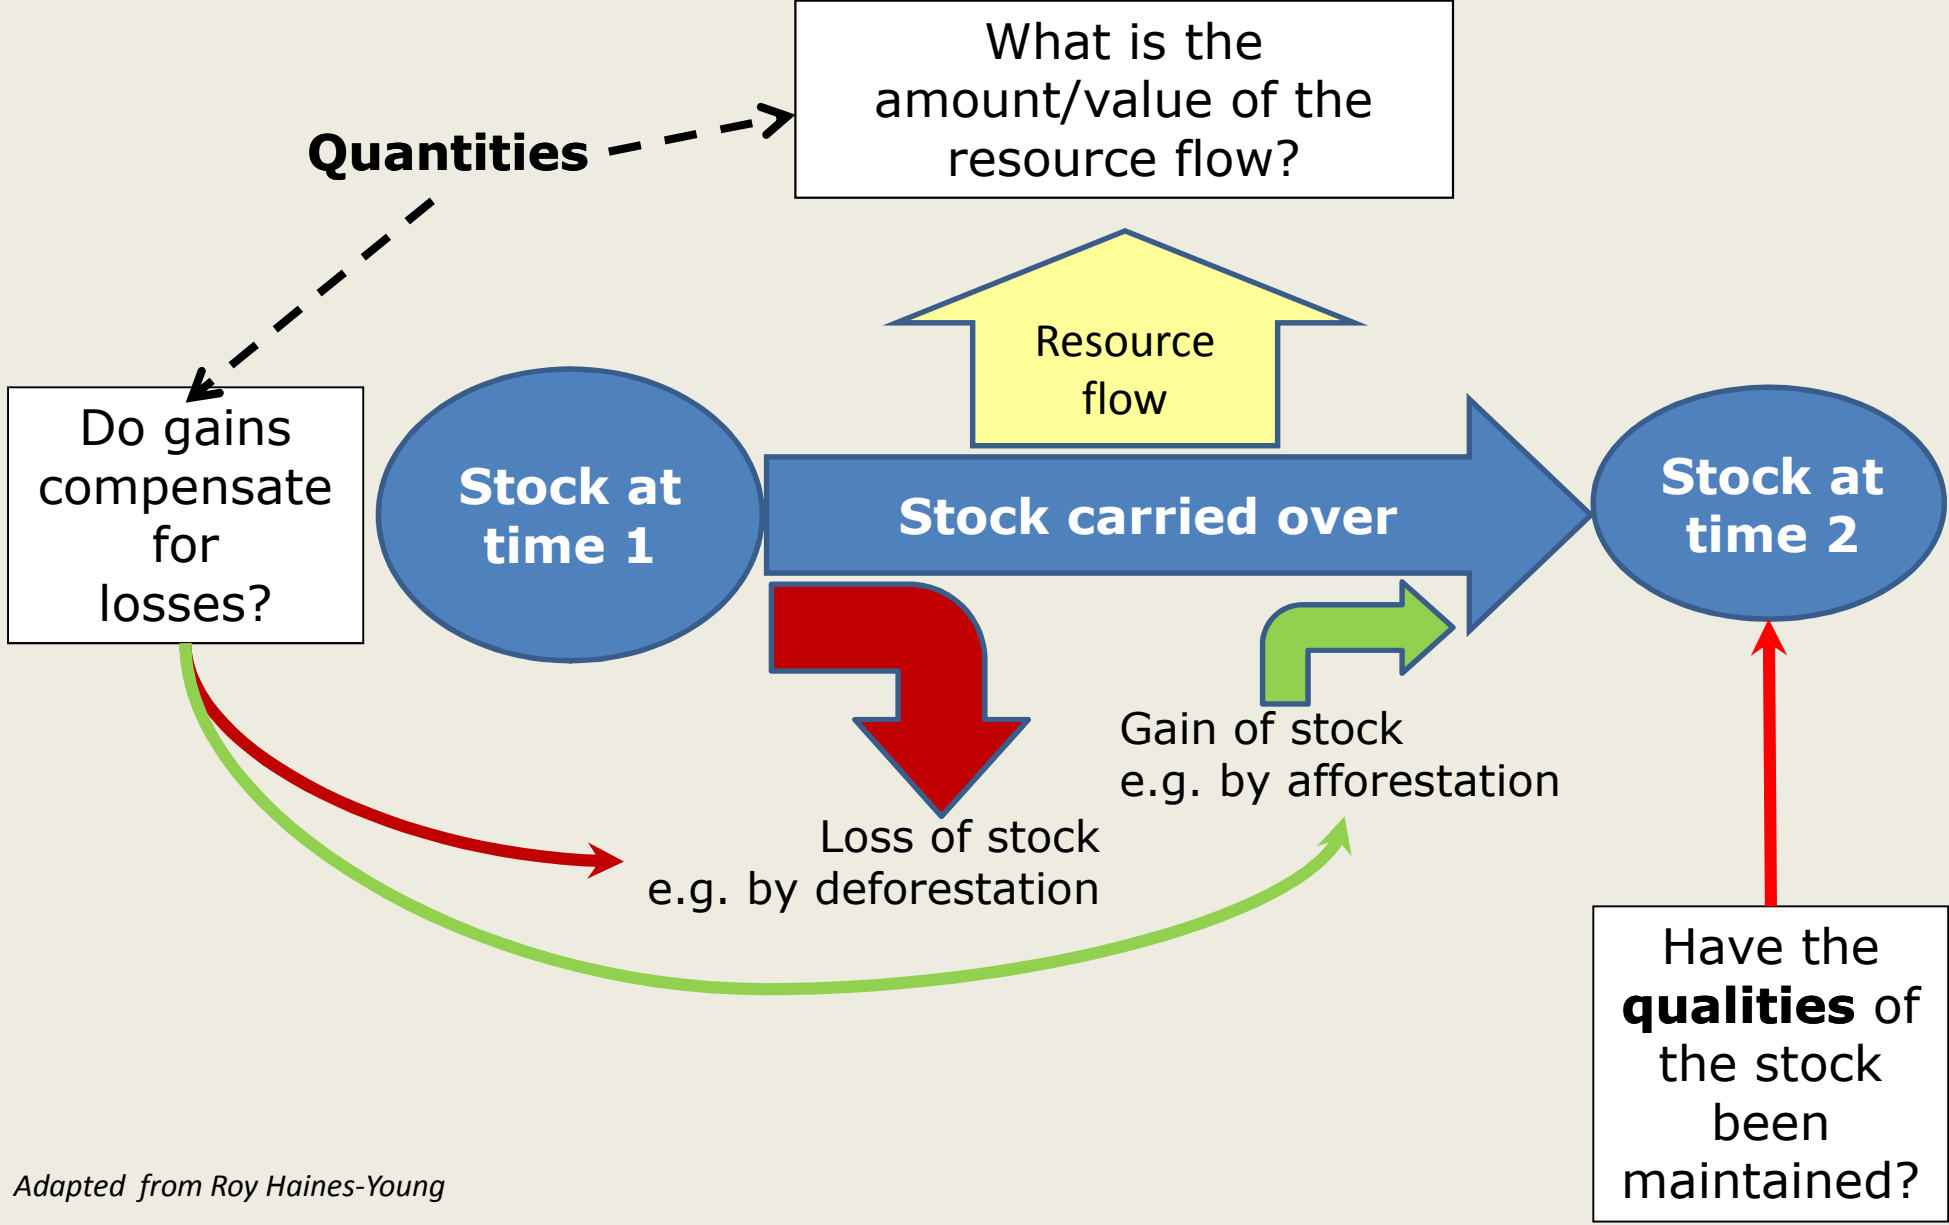 What is the
amount/value of the
resource flow?
Quantities
Resource
flow
Do gains
compensate
for
losses?
Stock at
time 1
Stock carried over
Stock at
time 2
Gain of stock
e.g. by afforestation
Loss of stock
e.g. by deforestation
Have the
qualities of
the stock
been
maintained?
Adapted from Roy Haines-Young